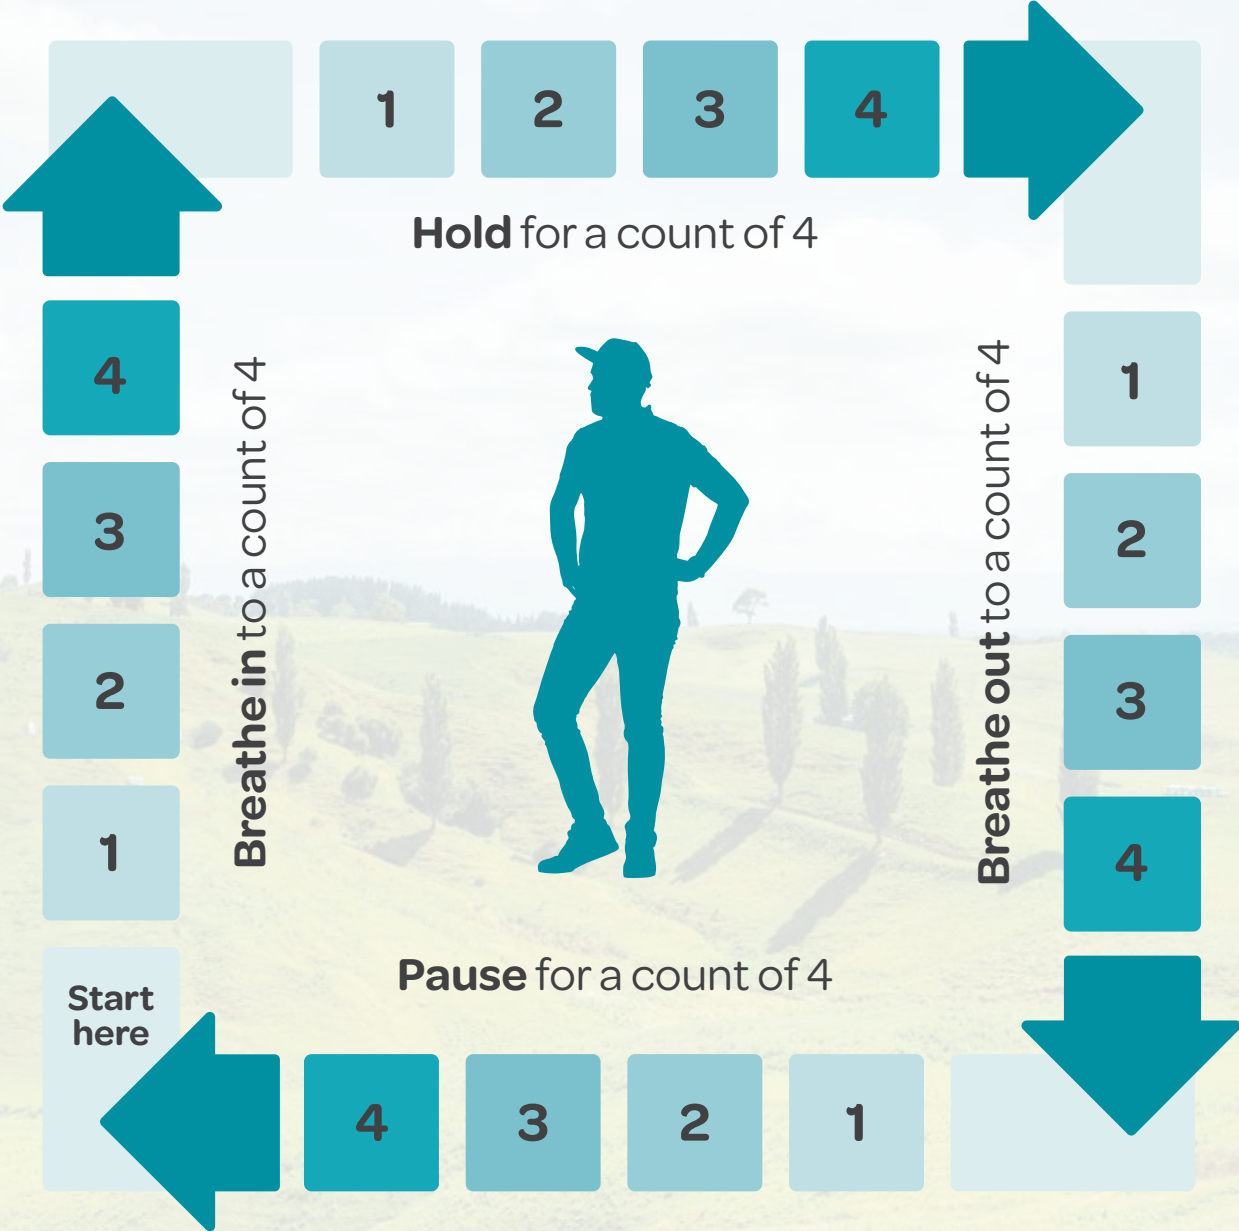 1 2 3 4
Hold for a count of 4
4
3
2
1
Breathe in to a count of 4
Breathe out to a count of 4
1
2
3
4
Pause for a count of 4
Start
here
4 3 2 1